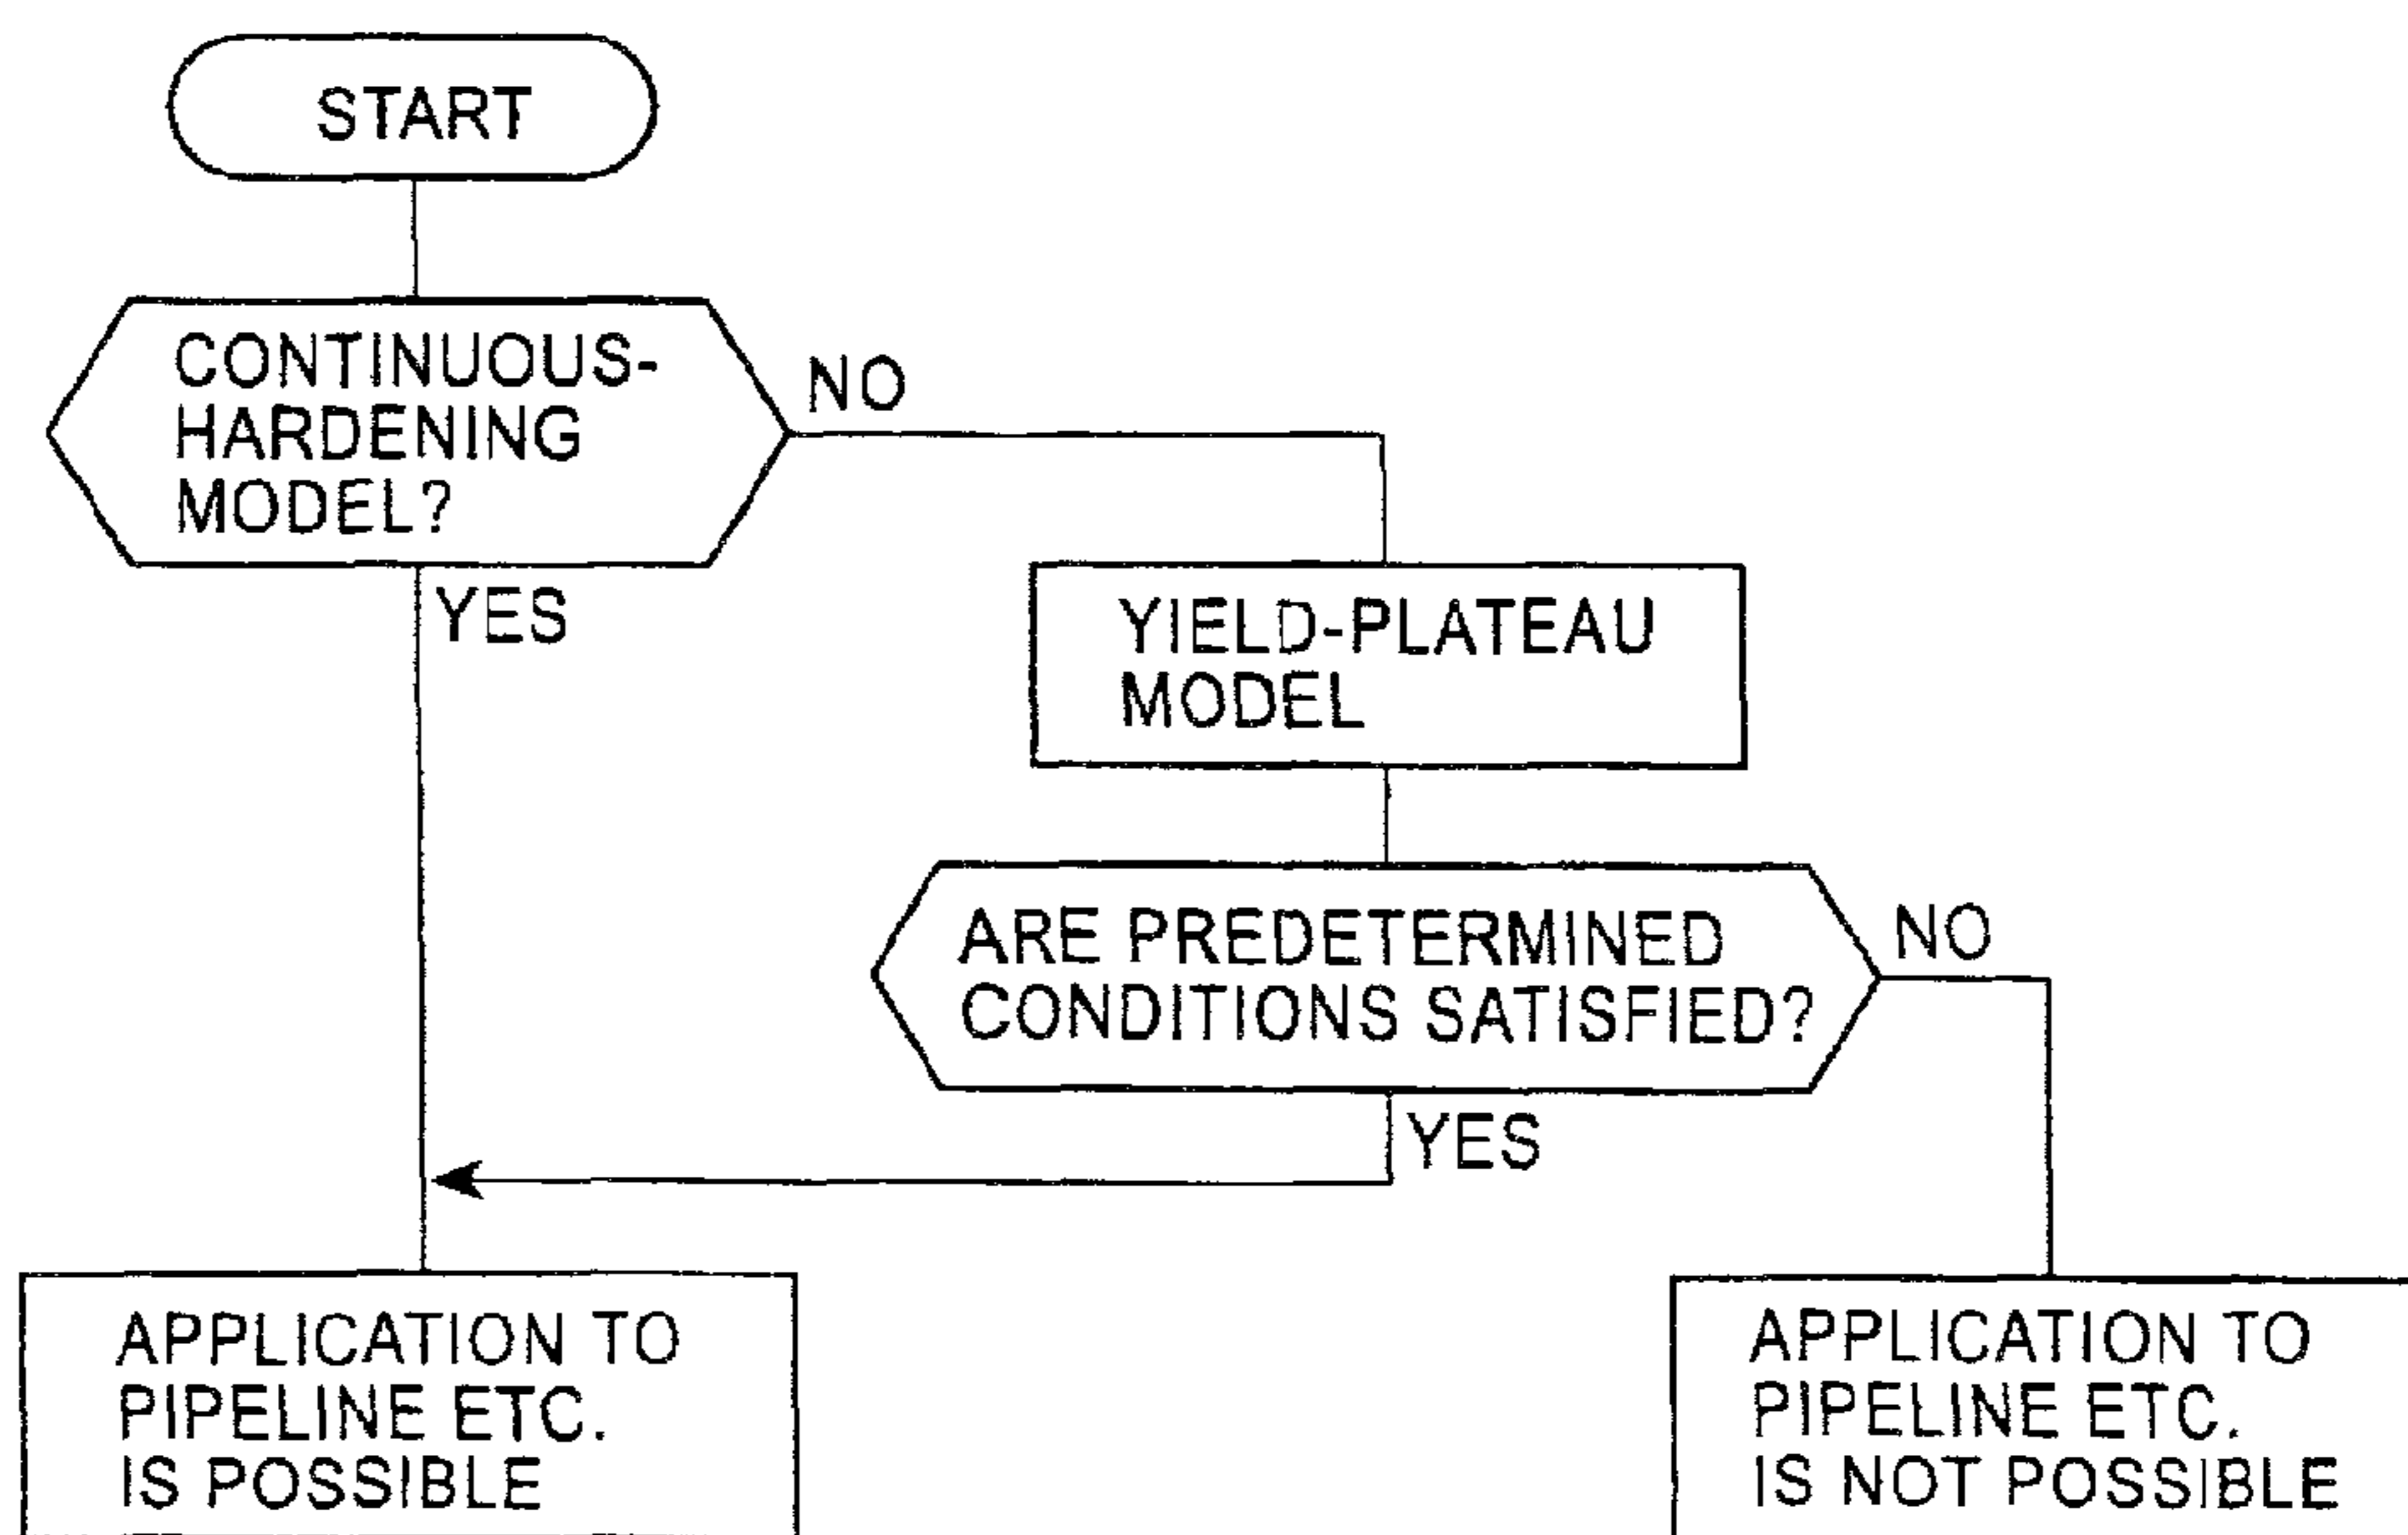 START
CONTINUOUS-
HARDENING
MODEL?
NO
YES
YIELD-PLATEAU
MODEL
ARE PREDETERMINED
CONDITIONS SATISFIED?
NO
YES
APPLICATION TO
PIPELINE ETC.
IS POSSIBLE
APPLICATION TO
PIPELINE ETC.
IS NOT POSSIBLE